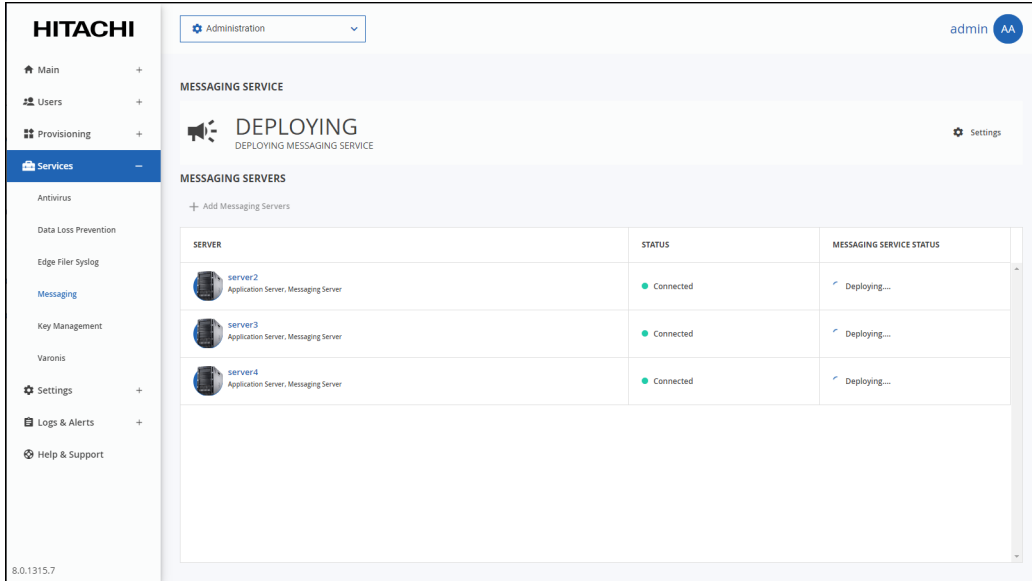 HITACHI
Administration
admin AA
Main
Users
Provisioning
Services
Antivirus
Data Loss Prevention
Edge Filer Syslog
Messaging
Key Management
Varonis
Settings
Logs & Alerts
Help & Support
8.0.1315.7
MESSAGING SERVICE
DEPLOYING
DEPLOYING MESSAGING SERVICE
Settings
MESSAGING SERVERS
Add Messaging Servers
SERVER STATUS MESSAGING SERVICE STATUS
server2
Application Server, Messaging Server
Connected Deploying....
server3
Application Server, Messaging Server
Connected Deploying....
server4
Application Server, Messaging Server
Connected Deploying....